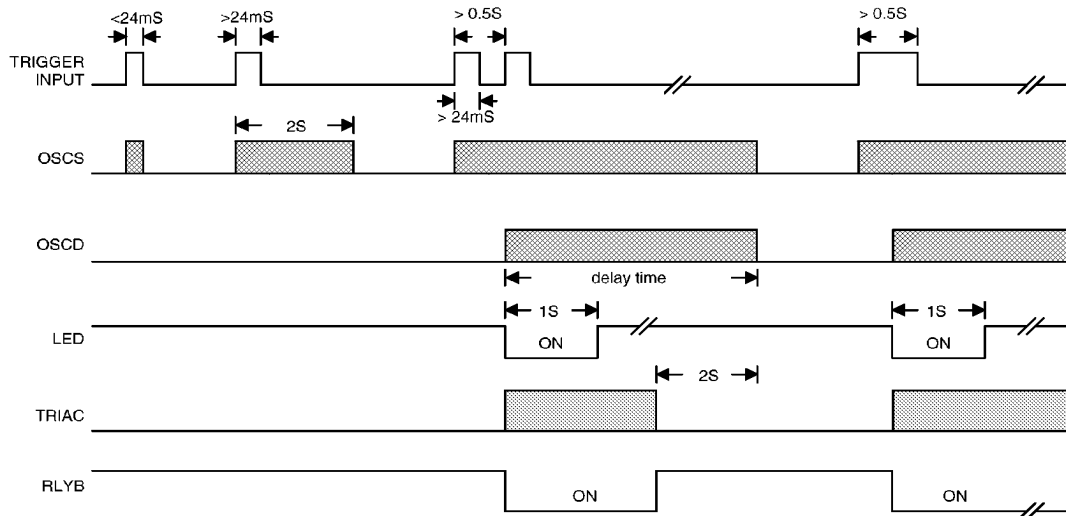 <24mS >24mS > 0.5S > 0.5S
TRIGGER
INPUT
> 24mS
2S
OSCS
OSCD
delay time
1S 1S
LED
ON ON
2S
TRIAC
RLYB
ON ON